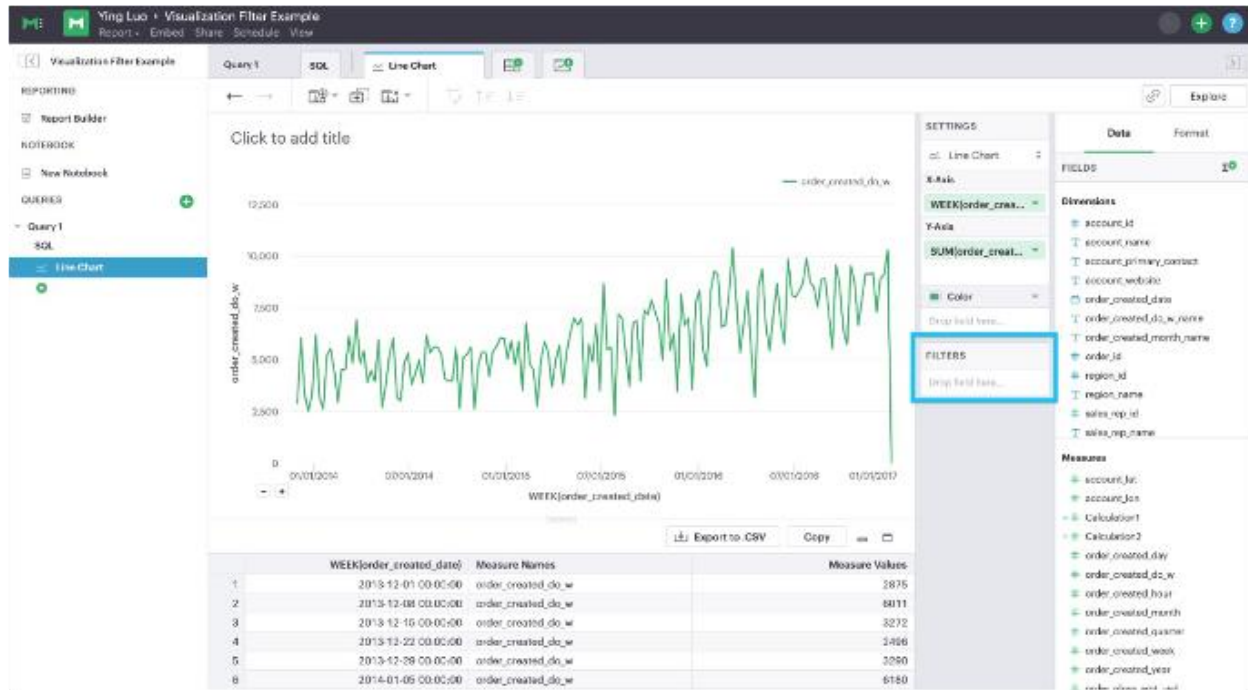 Ying Luo › Visualization Filter Example
Report Embed Share Schedule View
Visualization Filter Example
Query 1
SQL
Line Chart
REPORTING
Report Builder
NOTEBOOK
New Notebook
QUERIES
Query 1
SQL
Line Chart
Explore
Click to add title
order_created_do_w
12,500
10,000
7,500
5,000
2,500
0
order_created_do_w
01/01/2014
07/01/2014
01/01/2015
07/01/2015
01/01/2016
07/01/2016
01/01/2017
WEEK(order_created_date)
SETTINGS
Line Chart
X-Axis
WEEK(order_crea...
Y-Axis
SUM(order_creat...
Color
Drop field here...
FILTERS
Drop field here...
Data
Format
FIELDS
Dimensions
account_id
account_name
account_primary_contact
account_website
order_created_date
order_created_do_w_name
order_created_month_name
order_id
region_id
region_name
sales_rep_id
sales_rep_name
Measures
account_lat
account_lon
Calculation1
Calculation2
order_created_day
order_created_do_w
order_created_hour
order_created_month
order_created_quarter
order_created_week
order_created_year
Export to .CSV
Copy
WEEK(order_created_date) Measure Names Measure Values
1 2013-12-01 00:00:00 order_created_do_w 2875
2 2013-12-08 00:00:00 order_created_do_w 6011
3 2013-12-15 00:00:00 order_created_do_w 3272
4 2013-12-22 00:00:00 order_created_do_w 2496
5 2013-12-29 00:00:00 order_created_do_w 3290
6 2014-01-05 00:00:00 order_created_do_w 6180